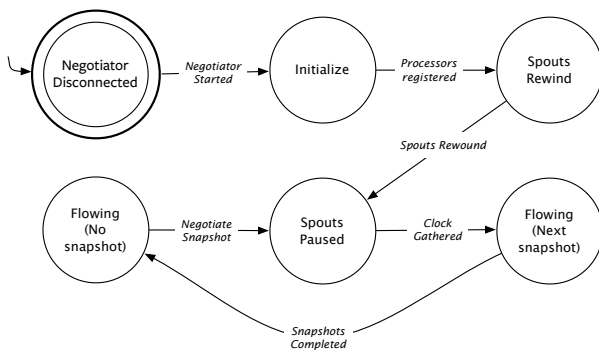 Negotiator
Disconnected
Negotiator
Started
Initialize
Processors
registered
Spouts
Rewind
Spouts Rewound
Flowing
(No
snapshot)
Negotiate
Snapshot
Spouts
Paused
Clock
Gathered
Flowing
(Next
snapshot)
Snapshots
Completed